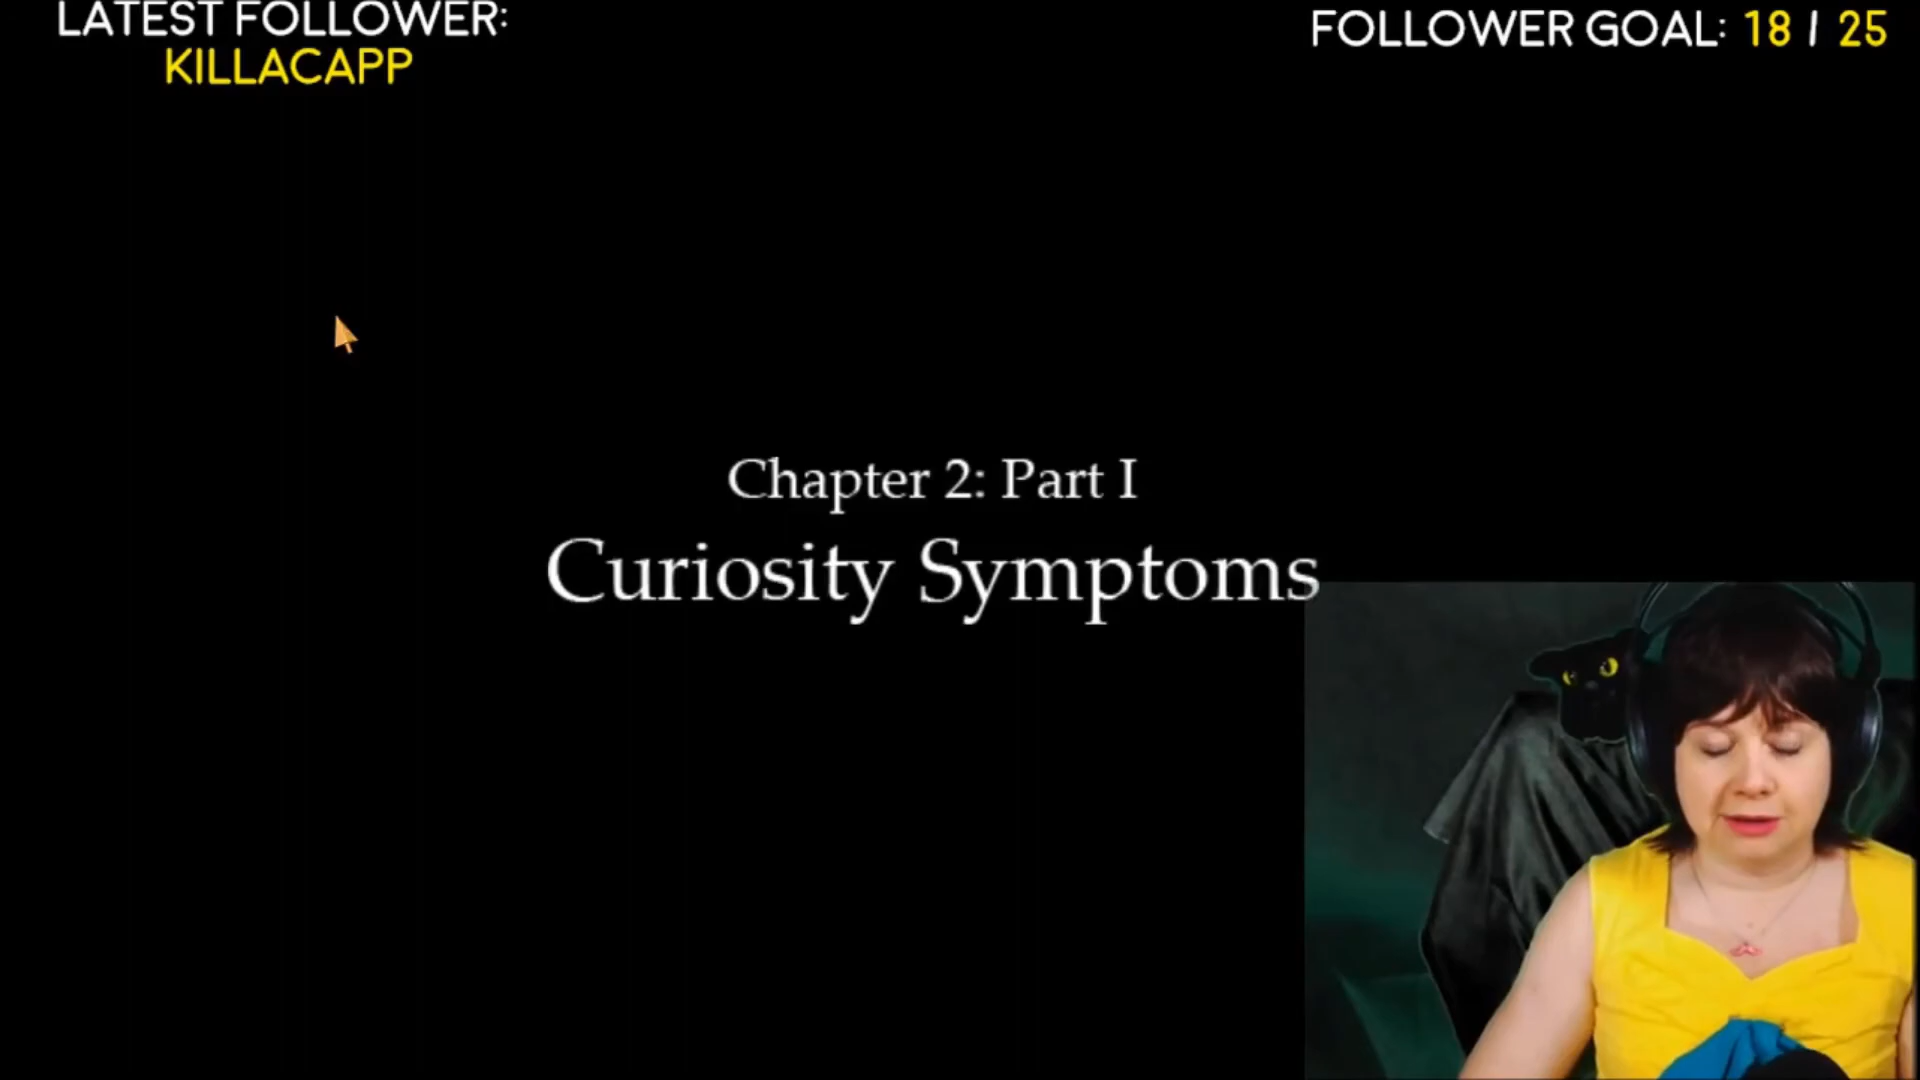 LATEST FOLLOWER:
KILLACAPP
FOLLOWER GOAL: 18 / 25
Chapter 2: Part I
Curiosity Symptoms